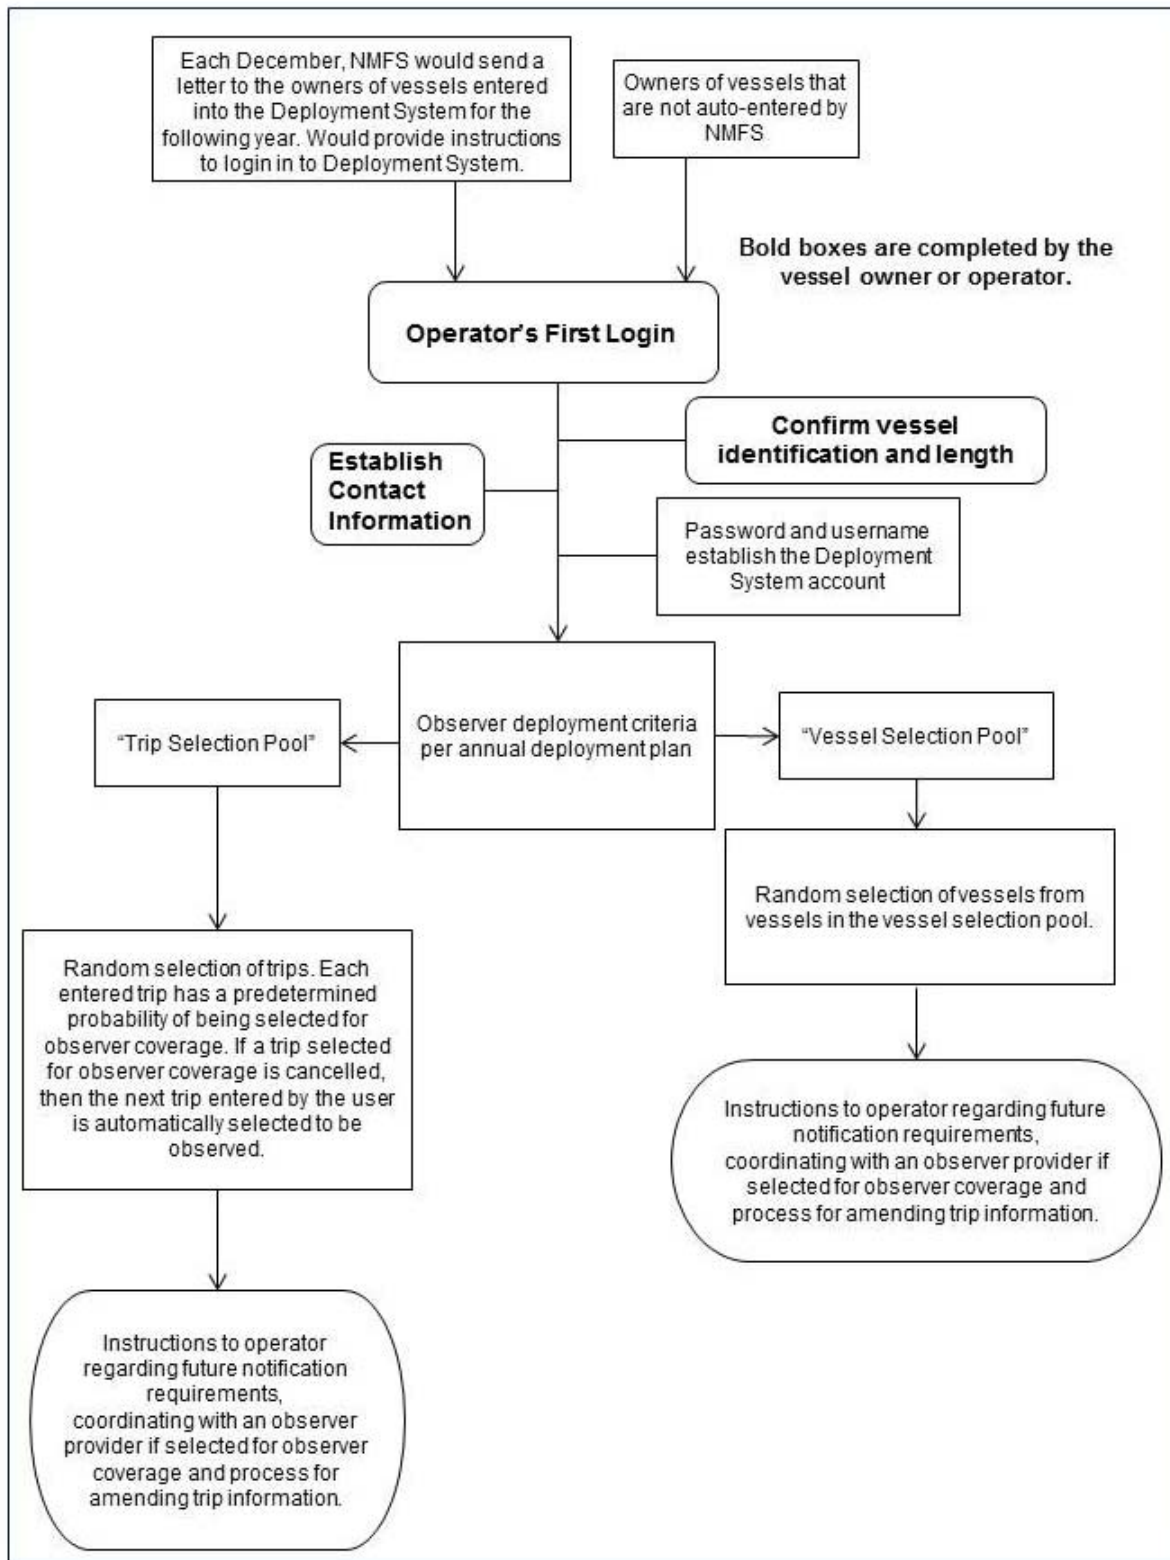 Each December, NMFS would send a
letter to the owners of vessels entered
into the Deployment System for the
following year. Would provide instructions
to login in to Deployment System.
Owners of vessels that
are not auto-entered by
NMFS
Bold boxes are completed by the
vessel owner or operator.
Operator's First Login
Confirm vessel
identification and length
Establish
Contact
Information
Password and username
establish the Deployment
System account
Observer deployment criteria
per annual deployment plan
“Trip Selection Pool”
“Vessel Selection Pool”
Random selection of vessels from
vessels in the vessel selection pool.
Random selection of trips. Each
entered trip has a predetermined
probability of being selected for
observer coverage. If a trip selected
for observer coverage is cancelled,
then the next trip entered by the user
is automatically selected to be
observed.
Instructions to operator regarding future
notification requirements,
coordinating with an observer provider if
selected for observer coverage and
process for amending trip information.
Instructions to operator
regarding future notification
requirements,
coordinating with an observer
provider if selected for observer
coverage and process for
amending trip information.